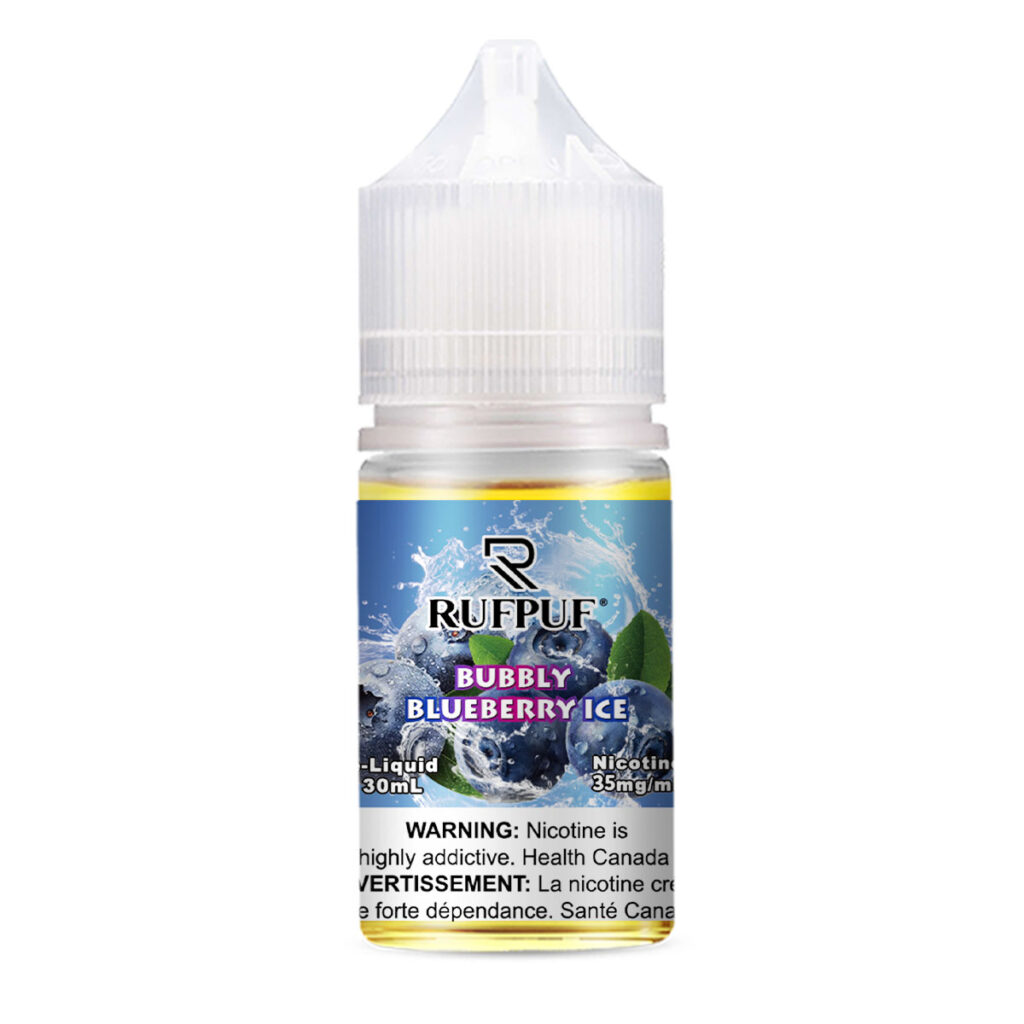 RUFPUF®
BUBBLY
BLUEBERRY ICE
-Liquid
30mL
Nicotine
35mg/m
WARNING: Nicotine is
highly addictive. Health Canada
VERTISSEMENT: La nicotine cré
e forte dépendance. Santé Cana